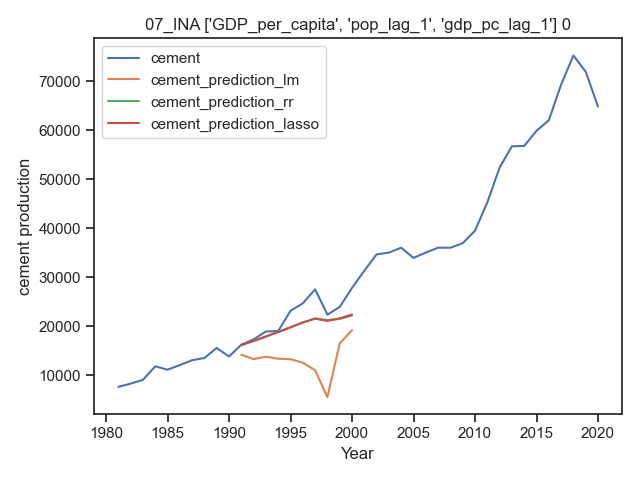 07_INA ['GDP_per_capita', 'pop_lag_1', 'gdp_pc_lag_1'] 0
cement
cement_prediction_lm
cement_prediction_rr
cement_prediction_lasso
cement production
70000
60000
50000
40000
30000
20000
10000
1980 1985 1990 1995 2000 2005 2010 2015 2020
Year